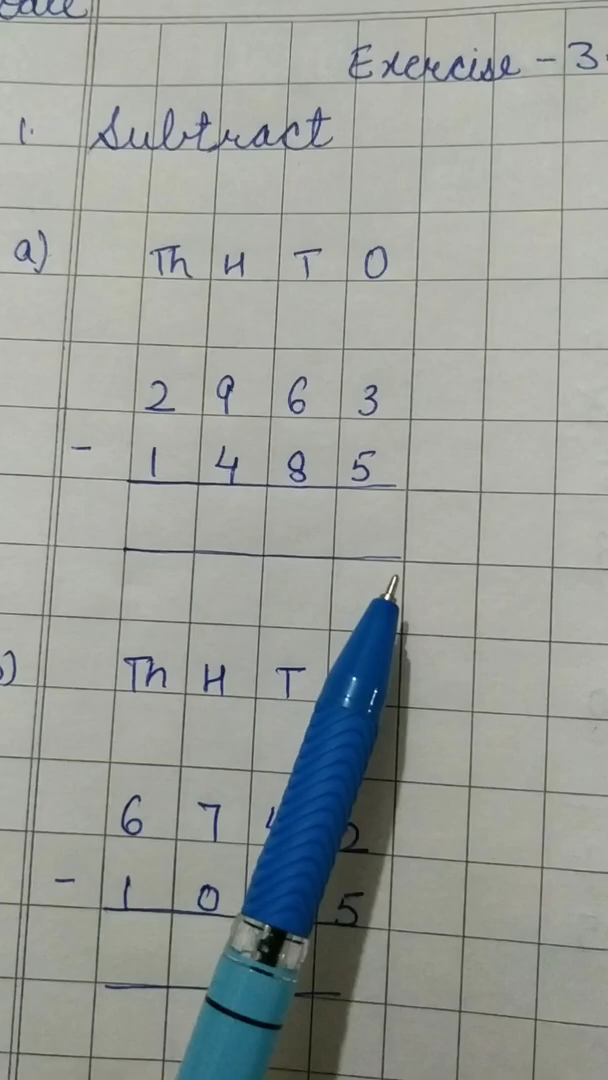 Exercise - 3
1. Subtract
a) Th H T O
2 9 6 3
- 1 4 8 5
Th H T
6 7 2
- 1 0 5